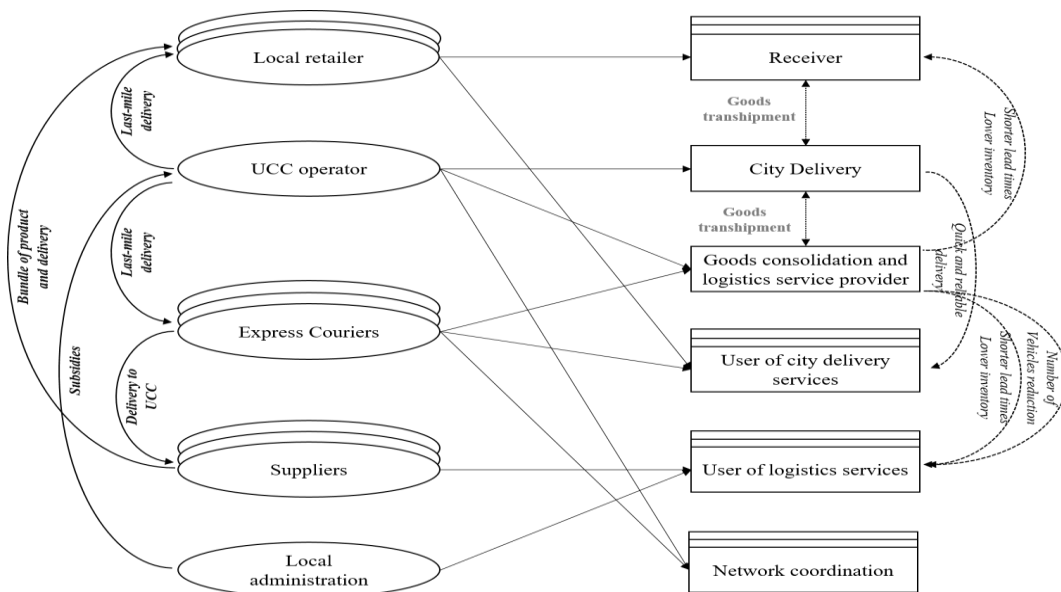 Local retailer
UCC operator
Express Couriers
Suppliers
Local
administration
Last-mile
delivery
Last-mile
delivery
Delivery to
UCC
Bundle of product
and delivery
Subsidies
Receiver
Goods
transhipment
City Delivery
Goods
transhipment
Goods consolidation and
logistics service provider
User of city delivery
services
User of logistics services
Network coordination
Shorter lead times
Lower inventory
Quick and reliable
delivery
Shorter lead times
Lower inventory
Number of
Vehicles reduction